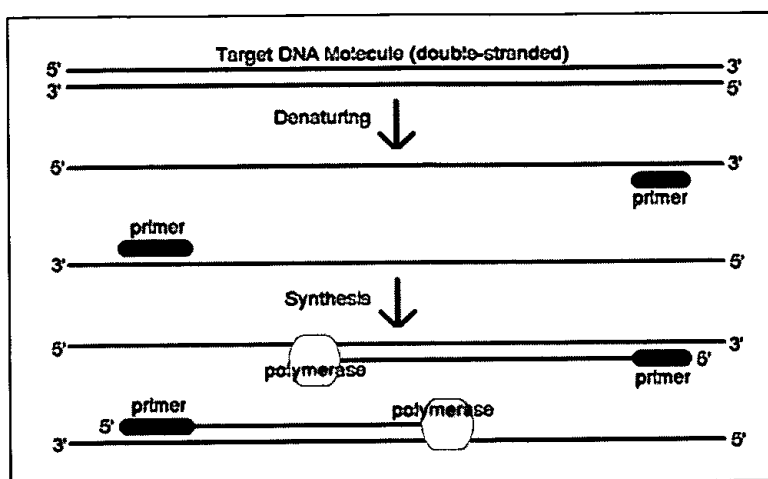 Target DNA Molecule (double-stranded)
5' 3'
3' 5'
Denaturing
5' 3'
primer
primer
3' 5'
Synthesis
5' 3'
polymerase 5'
primer
primer polymerase
5'
3' 5'